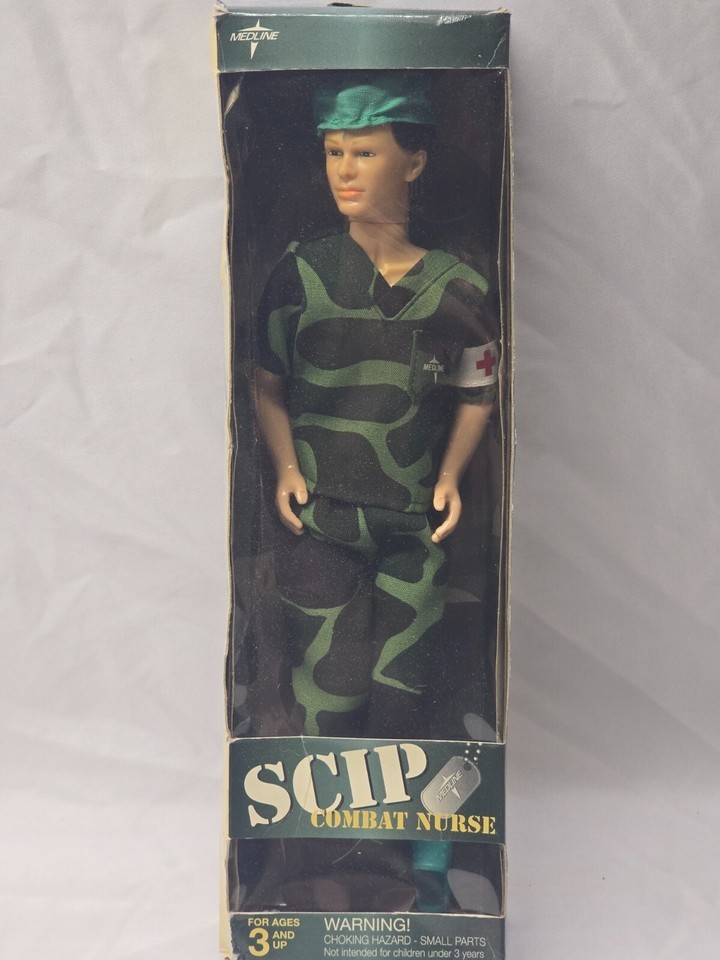 MEDLINE
MEDLINE
SCIP
MEDLINE
COMBAT NURSE
FOR AGES
3 AND UP
WARNING!
CHOKING HAZARD - SMALL PARTS
Not intended for children under 3 years